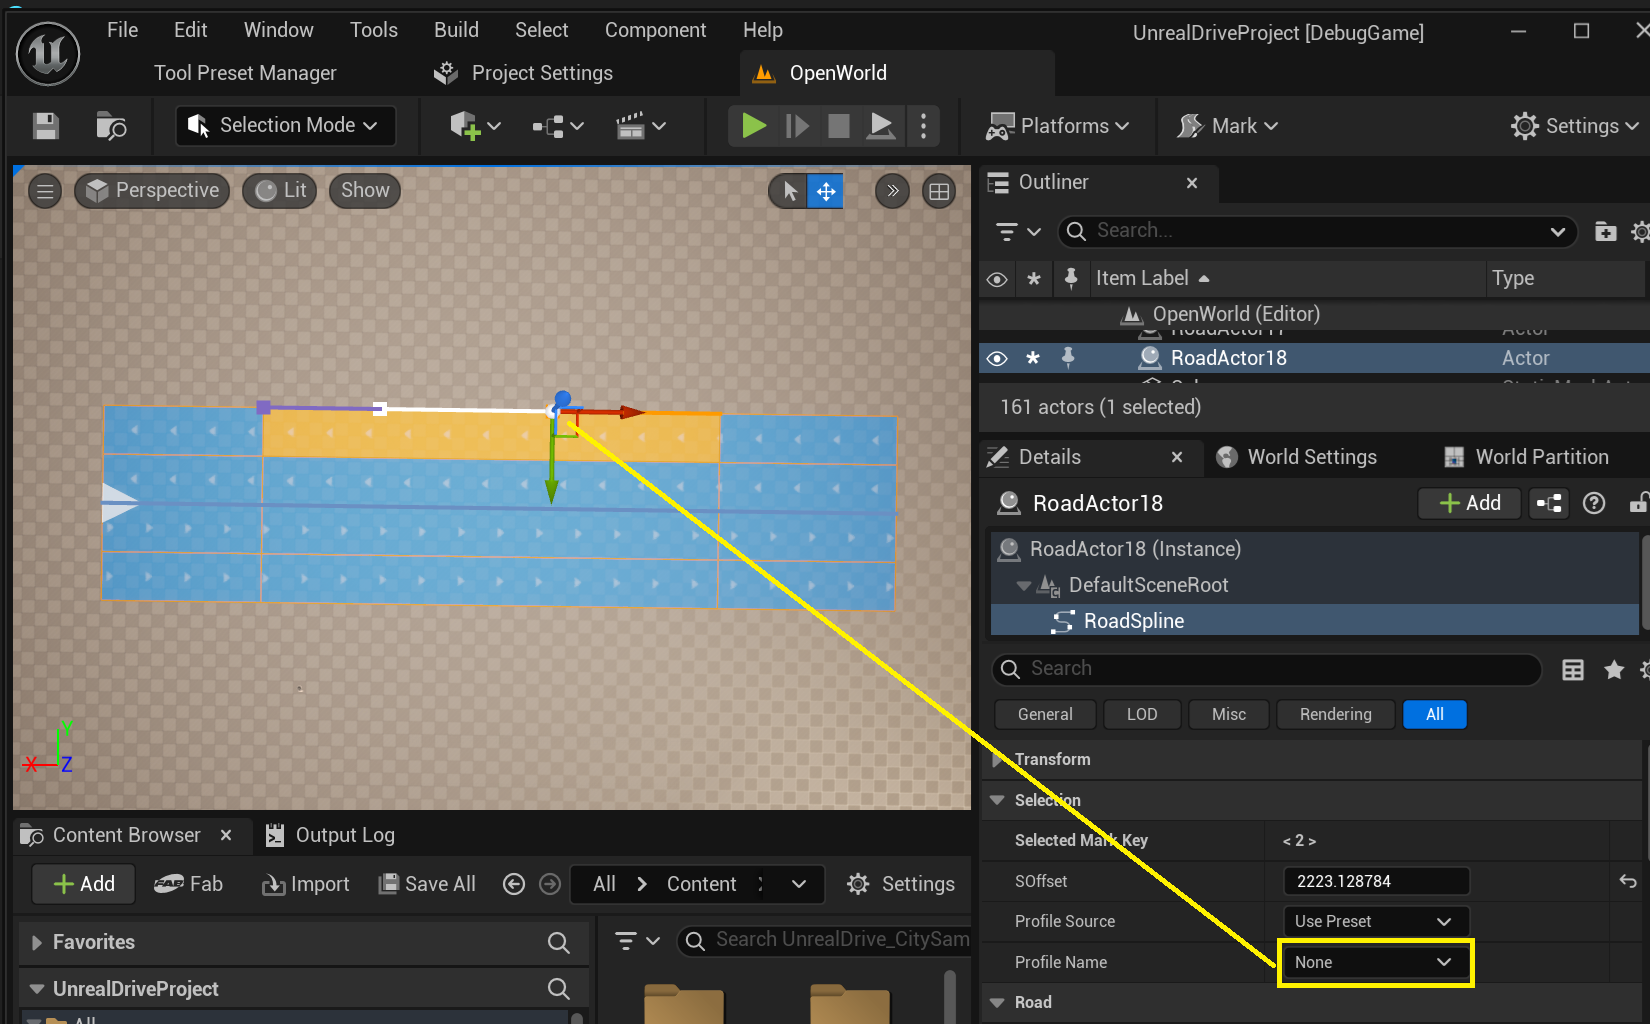 File Edit Window Tools Build Select Component Help
UnrealDriveProject [DebugGame]
Tool Preset Manager
Project Settings
OpenWorld
Selection Mode
Platforms
Mark
Settings
Perspective
Lit
Show
Outliner
Search...
Item Label
Type
OpenWorld (Editor)
RoadActor18
Actor
161 actors (1 selected)
Details
World Settings
World Partition
RoadActor18
Add
RoadActor18 (Instance)
DefaultSceneRoot
RoadSpline
Search
General
LOD
Misc
Rendering
All
Transform
Selection
Selected Mark Key
< 2 >
SOffset
2223.128784
Profile Source
Use Preset
Profile Name
None
Road
Y
X
Z
Content Browser
Output Log
Add
FAB Fab
Import
Save All
All
Content
Settings
Favorites
Search UnrealDrive_CitySam
UnrealDriveProject
All